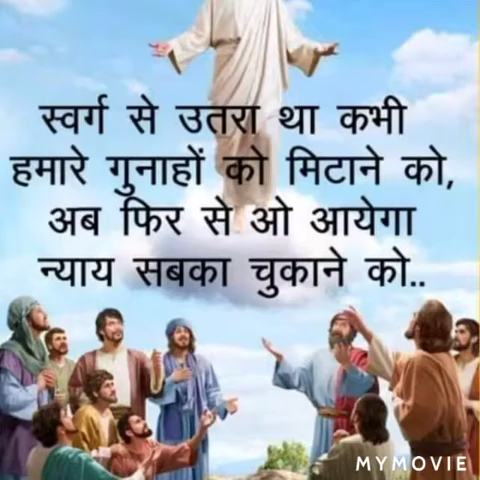 स्वर्ग से उतरा था कभी
हमारे गुनाहों को मिटाने को,
अब फिर से ओ आयेगा
न्याय सबका चुकाने को..
MYMOVIE